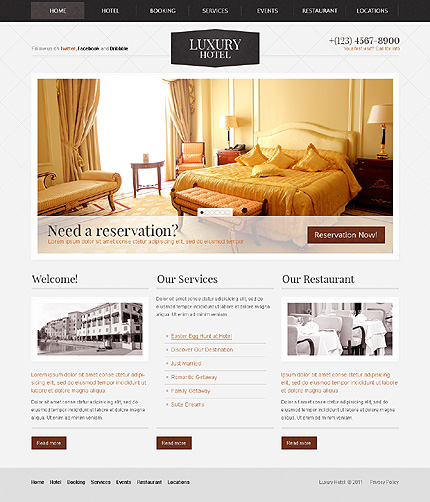 HOME HOTEL BOOKING SERVICES EVENTS RESTAURANT LOCATIONS
Follow us on Twitter, Facebook and Dribbble
LUXURY
HOTEL
+(123) 4567-8900
Your first visit? Call for info
Need a reservation?
Lorem ipsum dolor sit amet conse ctetur adipisicing elit, sed do eiusmod tempor
Reservation Now!
Welcome!
Lorem ipsum dolor sit amet conse ctetur adipisi-
cing elit, sed do eiusmod tempor incididunt ut
labore et dolore magna aliqua.
Dolor sit amet conse ctetur adipisicing elit, sed do
eiusmod tempor incididunt ut labore et dolore magna
aliqua. Ut enim ad minim veniam.
Read more
Our Services
Dolor sit amet conse ctetur adipisicing elit, sed do
eiusmod tempor incididunt ut labore et dolore magna
aliqua. Ut enim ad minim veniam.
Easter Egg Hunt at Hotel
Discover Our Destination
Just Married
Romantic Getaway
Family Getaway
Suite Dreams
Read more
Our Restaurant
Lorem ipsum dolor sit amet conse ctetur adipisi-
cing elit, sed do eiusmod tempor incididunt ut
labore et dolore magna aliqua.
Dolor sit amet conse ctetur adipisicing elit, sed do
eiusmod tempor incididunt ut labore et dolore magna
aliqua. Ut enim ad minim veniam.
Read more
Home Hotel Booking Services Events Restaurant Locations
Luxury Hotel © 2011 Privacy Policy